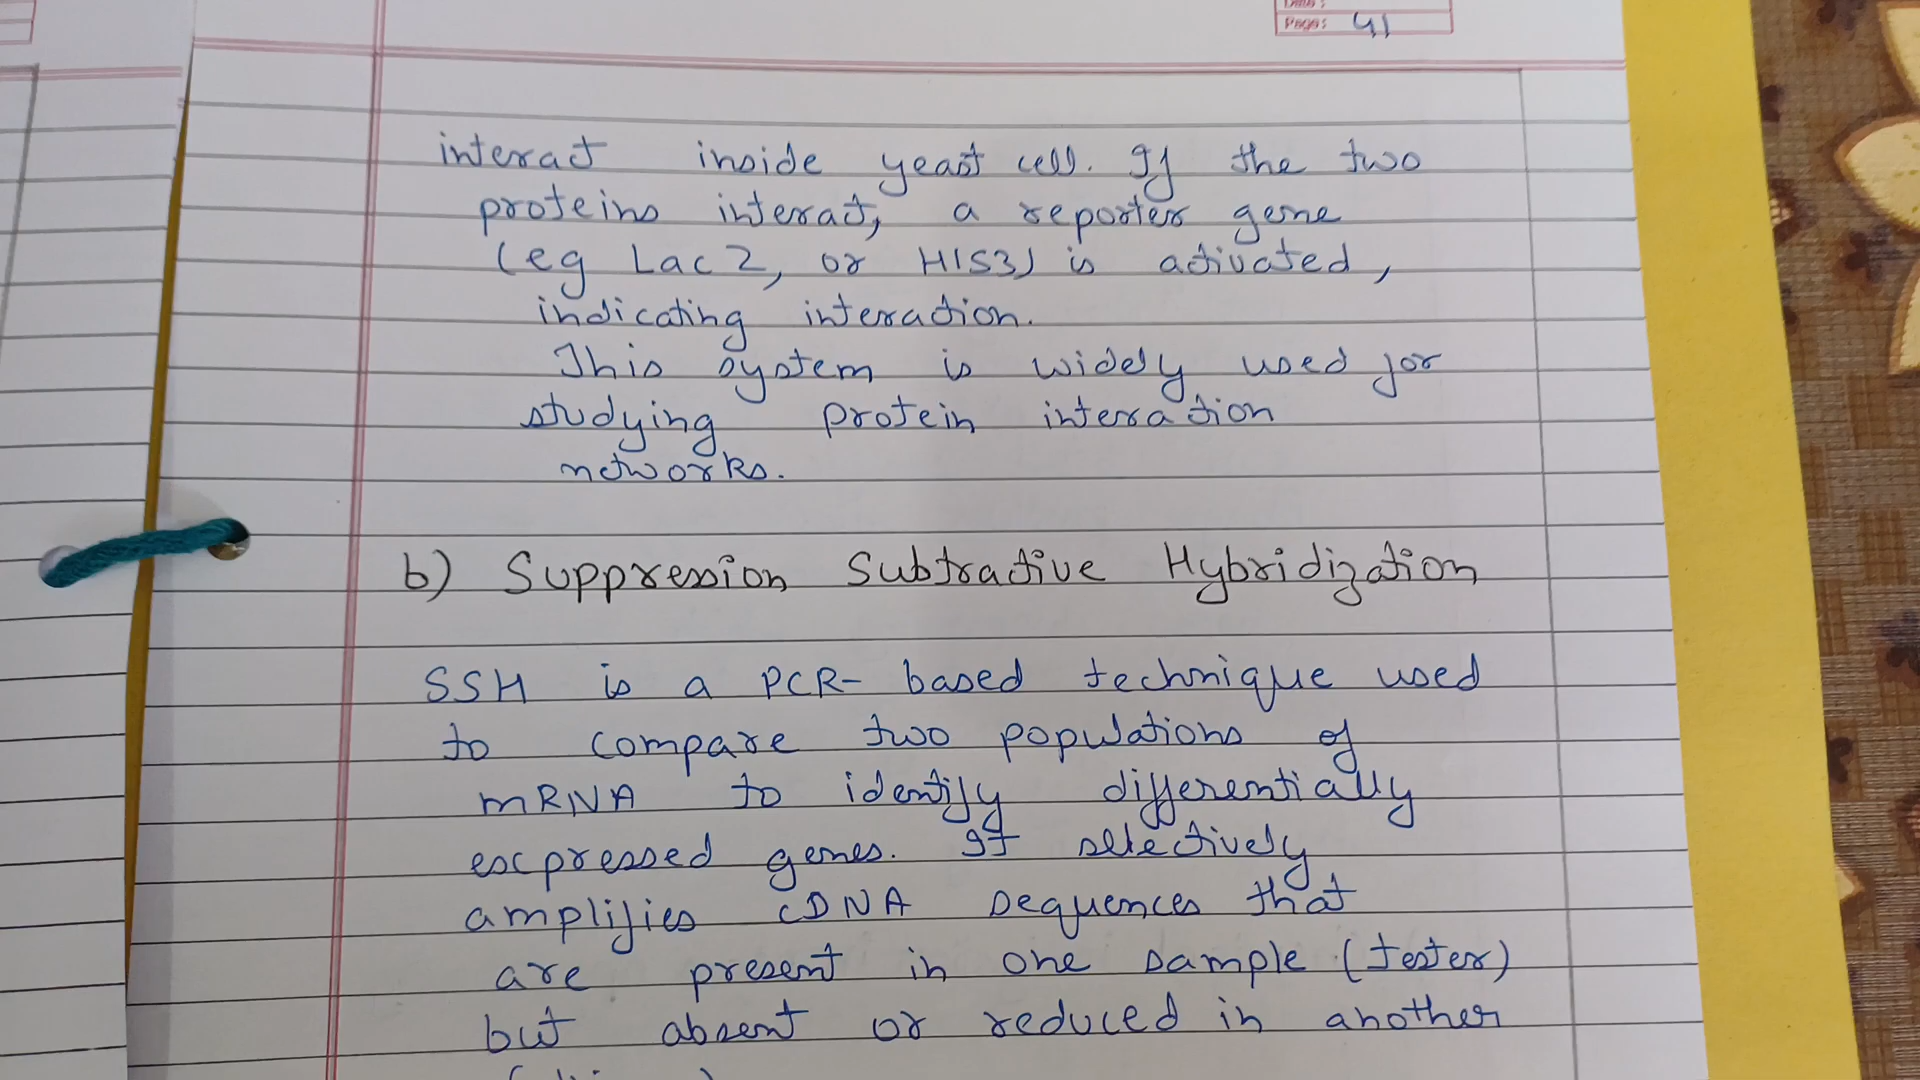 Page: 41
interact inside yeast cell. If the two
proteins interact, a reporter gene
(eg Lac Z, or HIS3) is activated,
indicating interaction.
This system is widely used for
studying protein interaction
networks.
b) Suppression Subtractive Hybridization
SSH is a PCR- based technique used
to compare two populations of
mRNA to identify differentially
expressed genes. It selectively
amplifies cDNA sequences that
are present in one sample (tester)
but absent or reduced in another